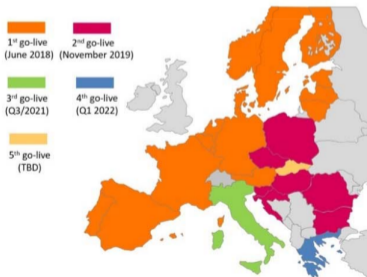 1st go-live
(June 2018)
2nd go-live
(November 2019)
3rd go-live
(Q3/2021)
4th go-live
(Q1 2022)
5th go-live
(TBD)